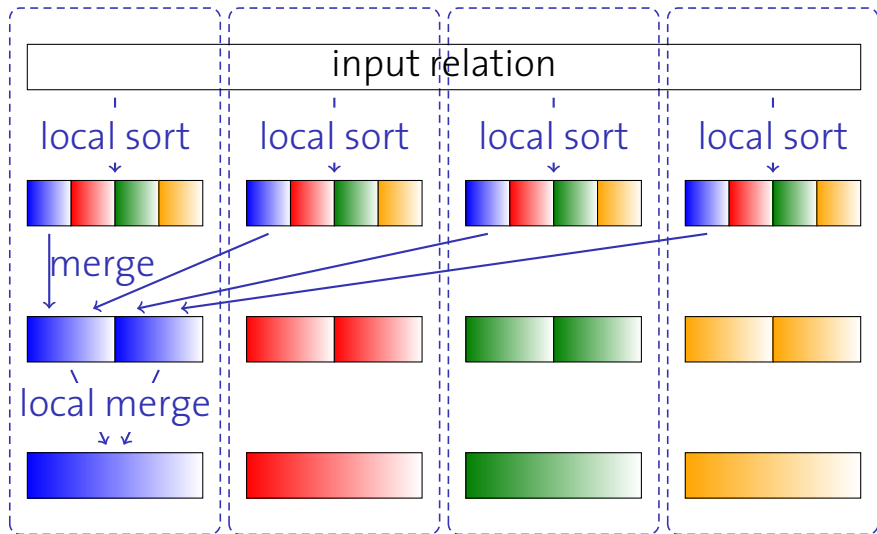 input relation
local sort local sort local sort local sort
merge
local merge